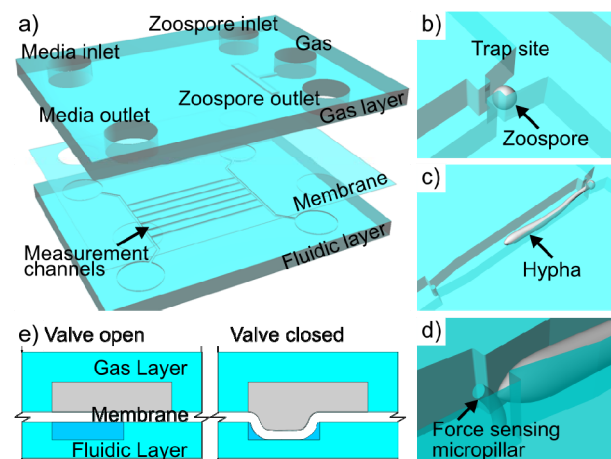 a)
Zoospore inlet
Media inlet
Gas
Zoospore outlet
Media outlet
Gas layer
Membrane
Measurement
channels
Fluidic layer
b)
Trap site
Zoospore
c)
Hypha
d)
Force sensing
micropillar
e)
Valve open
Valve closed
Gas Layer
Membrane
Fluidic Layer